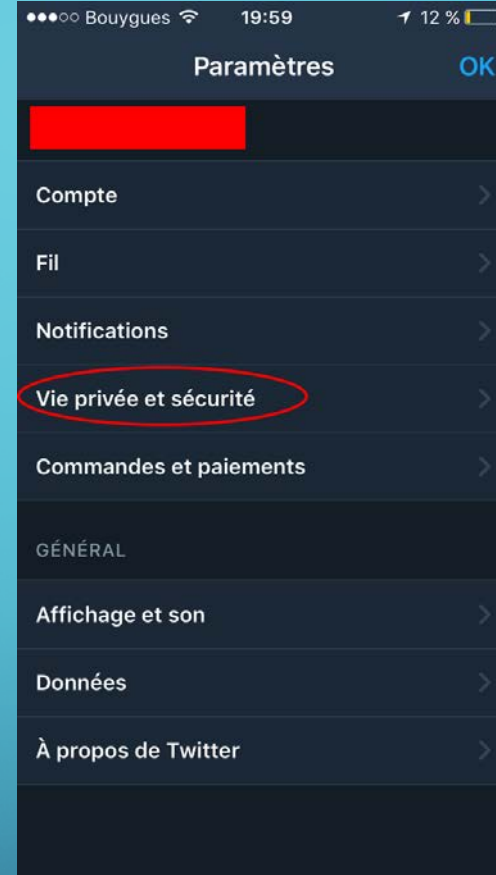 Bouygues 19:59 12 %
Paramètres OK
Compte
Fil
Notifications
Vie privée et sécurité
Commandes et paiements
GÉNÉRAL
Affichage et son
Données
À propos de Twitter